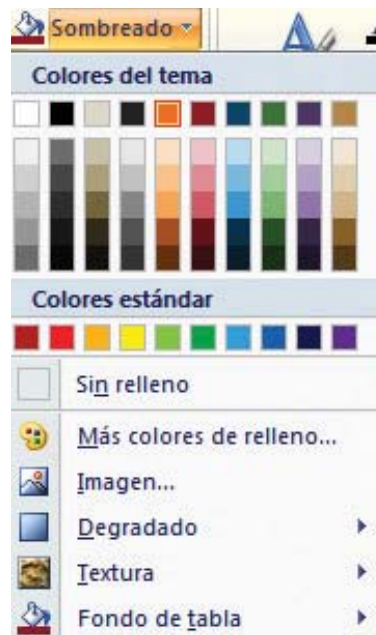 Sombreado
A
Colores del tema
Colores estándar
Sin relleno
Más colores de relleno...
Imagen...
Degradado
Textura
Fondo de tabla